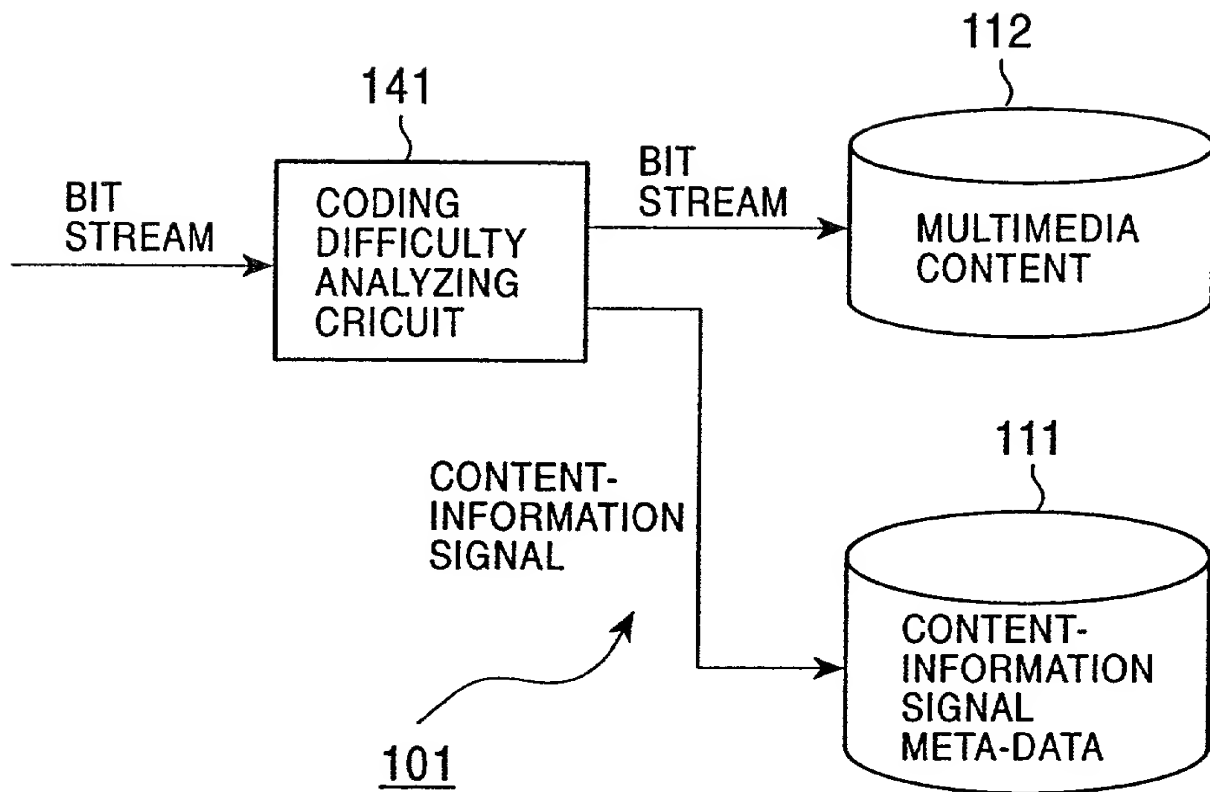 112
141
BIT
STREAM
CODING
DIFFICULTY
ANALYZING
CRICUIT
BIT
STREAM
MULTIMEDIA
CONTENT
111
CONTENT-
INFORMATION
SIGNAL
CONTENT-
INFORMATION
SIGNAL
META-DATA
101